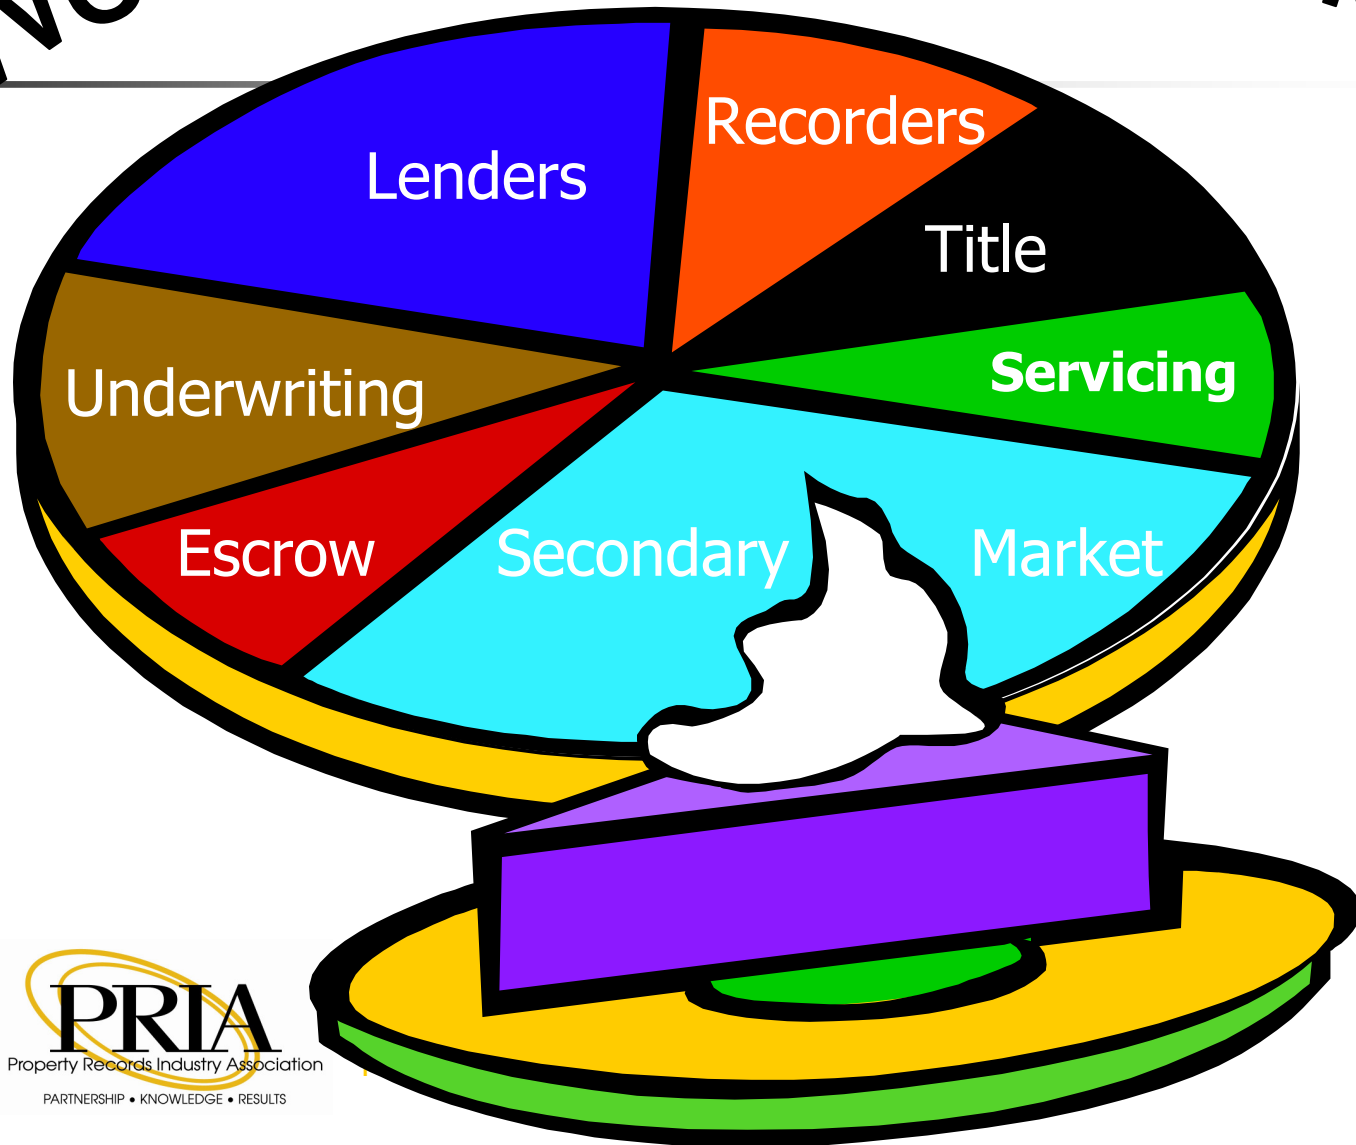 Recorders
Lenders
Title
Servicing
Underwriting
Escrow
Secondary Market
PRIA
Property Records Industry Association
PARTNERSHIP • KNOWLEDGE • RESULTS